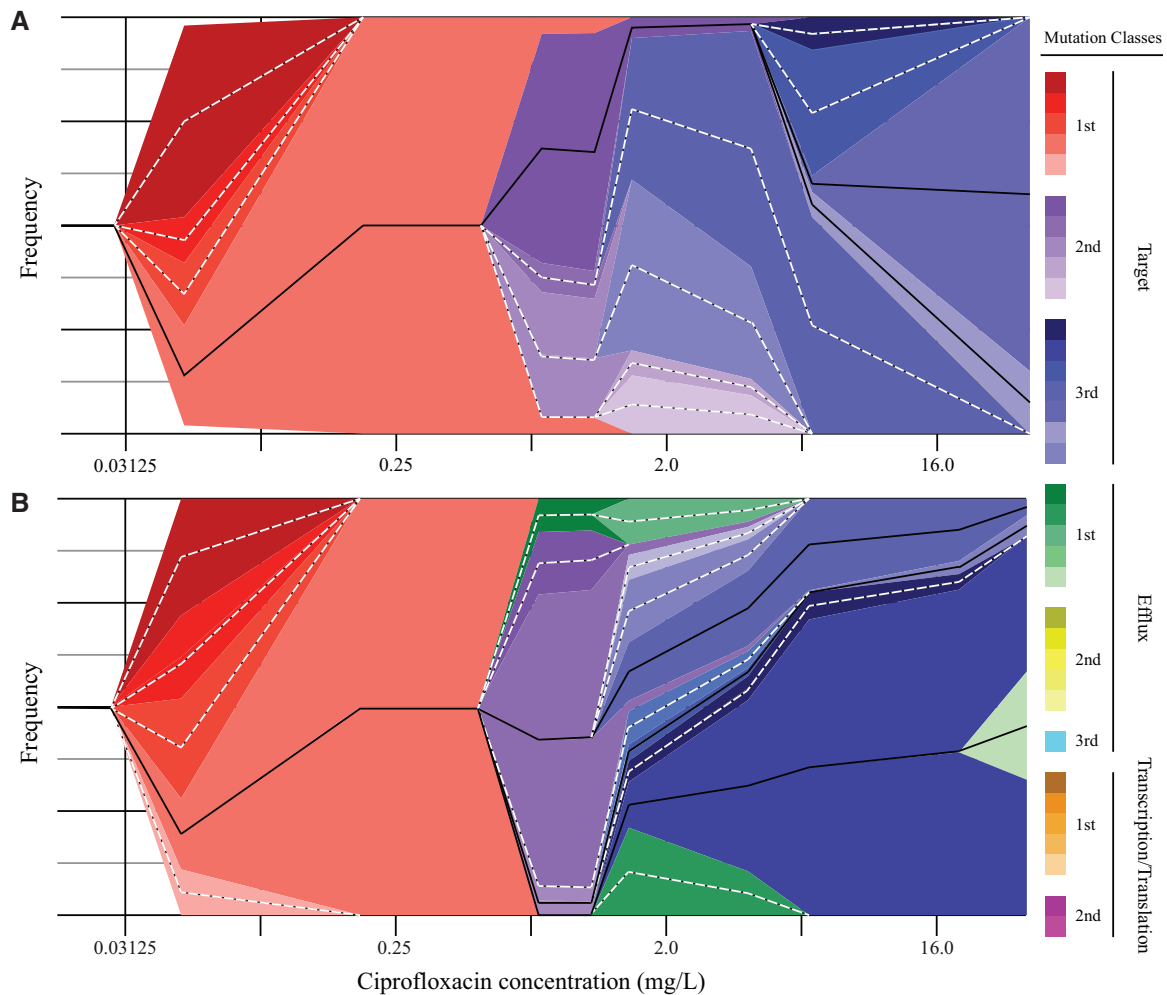 A
Mutation Classes
1st
2nd
3rd
Target
Frequency
0.03125
0.25
2.0
16.0
B
1st
2nd
3rd
Efflux
Frequency
1st
2nd
Transcription/Translation
0.03125
0.25
2.0
16.0
Ciprofloxacin concentration (mg/L)